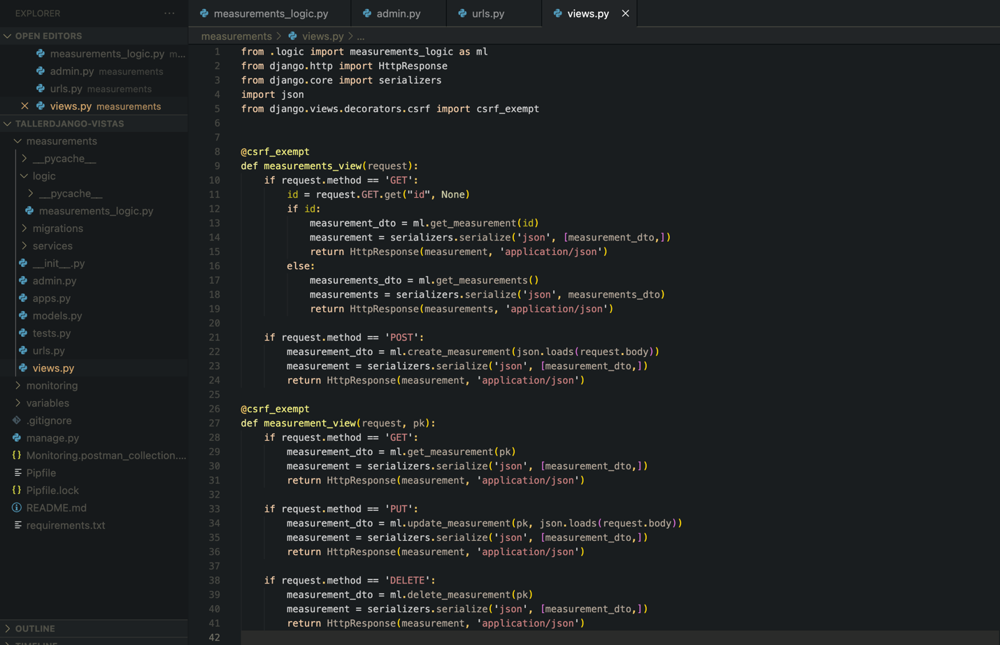 EXPLORER
···
OPEN EDITORS
measurements_logic.py m...
admin.py measurements
urls.py measurements
views.py measurements
TALLERDJANGO-VISTAS
measurements
__pycache__
logic
__pycache__
measurements_logic.py
migrations
services
__init__.py
admin.py
apps.py
models.py
tests.py
urls.py
views.py
monitoring
variables
.gitignore
manage.py
Monitoring.postman_collection....
Pipfile
Pipfile.lock
README.md
requirements.txt
OUTLINE
TIMELINE
measurements_logic.py
admin.py
urls.py
views.py
measurements > views.py > ...
1 from .logic import measurements_logic as ml
2 from django.http import HttpResponse
3 from django.core import serializers
4 import json
5 from django.views.decorators.csrf import csrf_exempt
6
7
8 @csrf_exempt
9 def measurements_view(request):
10     if request.method == 'GET':
11         id = request.GET.get("id", None)
12         if id:
13             measurement_dto = ml.get_measurement(id)
14             measurement = serializers.serialize('json', [measurement_dto,])
15             return HttpResponse(measurement, 'application/json')
16         else:
17             measurements_dto = ml.get_measurements()
18             measurements = serializers.serialize('json', measurements_dto)
19             return HttpResponse(measurements, 'application/json')
20
21     if request.method == 'POST':
22         measurement_dto = ml.create_measurement(json.loads(request.body))
23         measurement = serializers.serialize('json', [measurement_dto,])
24         return HttpResponse(measurement, 'application/json')
25
26 @csrf_exempt
27 def measurement_view(request, pk):
28     if request.method == 'GET':
29         measurement_dto = ml.get_measurement(pk)
30         measurement = serializers.serialize('json', [measurement_dto,])
31         return HttpResponse(measurement, 'application/json')
32
33     if request.method == 'PUT':
34         measurement_dto = ml.update_measurement(pk, json.loads(request.body))
35         measurement = serializers.serialize('json', [measurement_dto,])
36         return HttpResponse(measurement, 'application/json')
37
38     if request.method == 'DELETE':
39         measurement_dto = ml.delete_measurement(pk)
40         measurement = serializers.serialize('json', [measurement_dto,])
41         return HttpResponse(measurement, 'application/json')
42